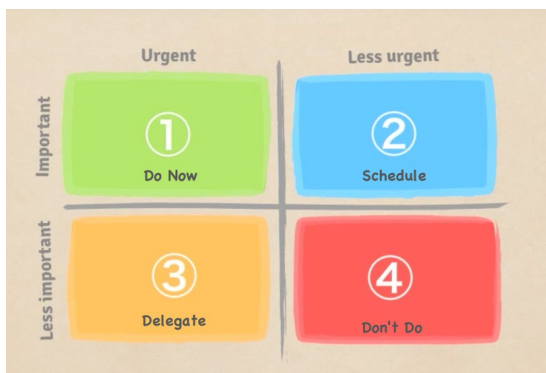 Urgent
Less urgent
Important
①
Do Now
②
Schedule
Less important
③
Delegate
④
Don't Do